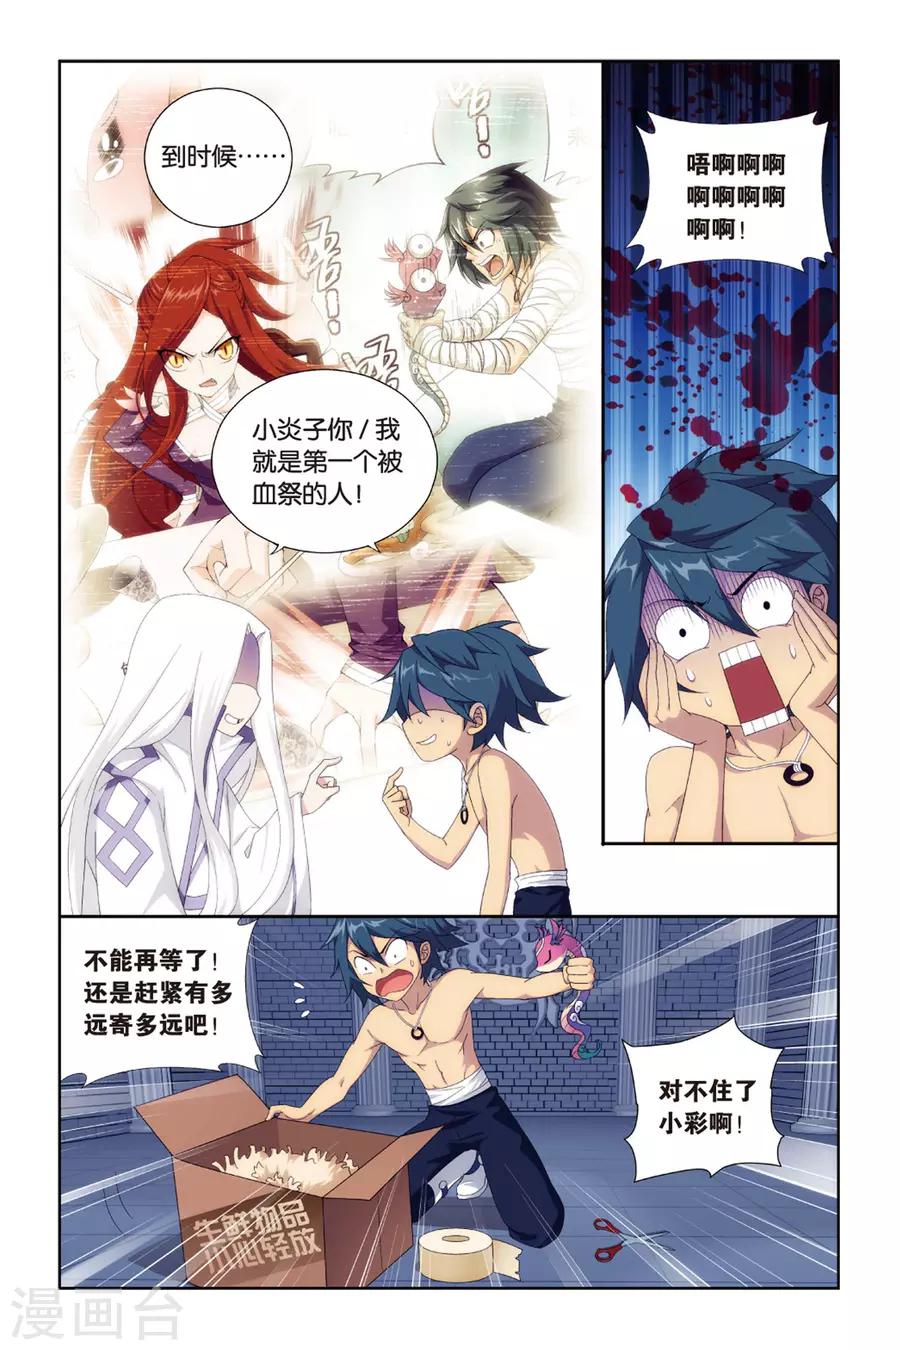 到时候……
小炎子你/我
就是第一个被
血祭的人！
唔啊啊啊
啊啊啊啊
啊啊！
不能再等了！
还是赶紧有多
远寄多远吧！
对不住了
小彩啊！
生鲜物品
小心轻放
漫画台